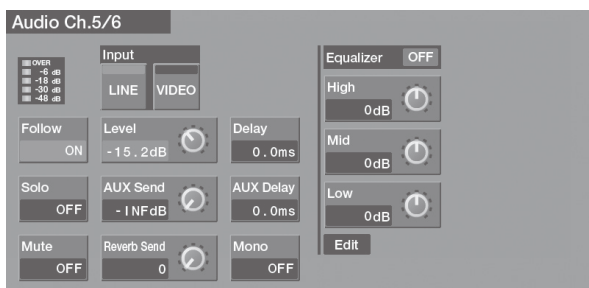 Audio Ch.5/6
OVER
-6 dB
-18 dB
-30 dB
-48 dB
Input
LINE
VIDEO
Follow
ON
Level
-15.2dB
Delay
0.0ms
Solo
OFF
AUX Send
-INFdB
AUX Delay
0.0ms
Mute
OFF
Reverb Send
0
Mono
OFF
Equalizer
OFF
High
0dB
Mid
0dB
Low
0dB
Edit